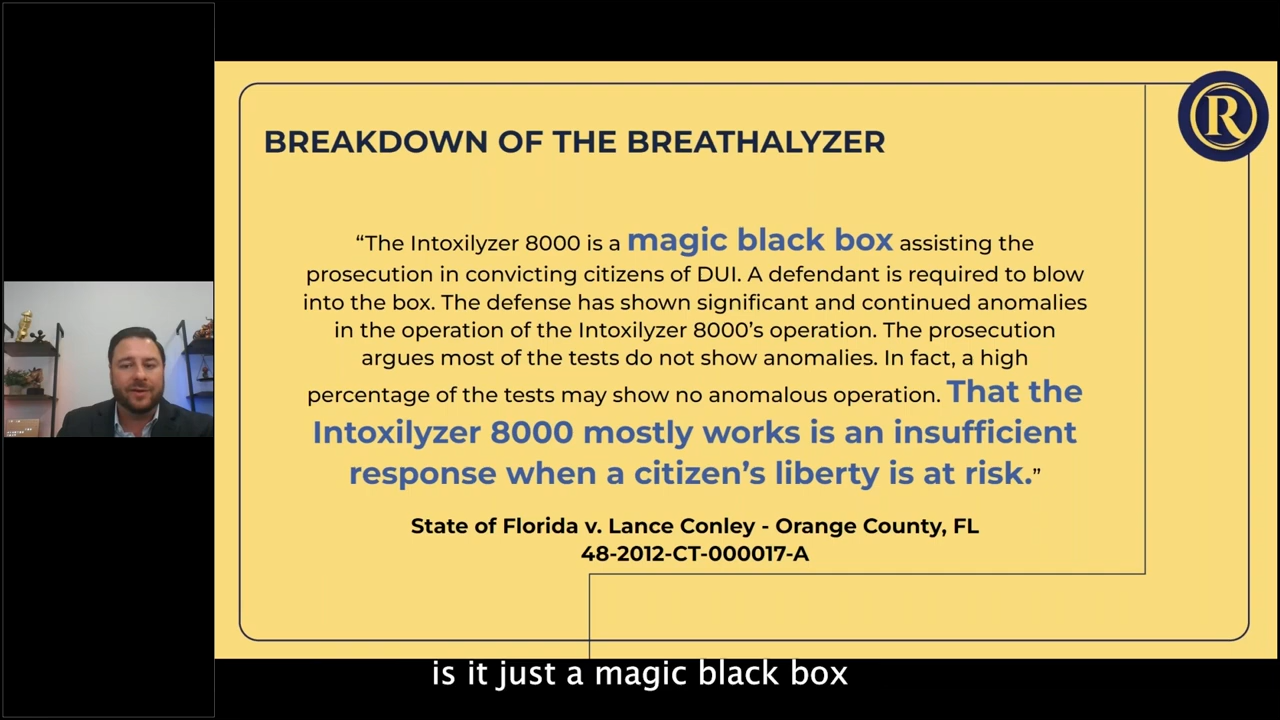 BREAKDOWN OF THE BREATHALYZER
R
“The Intoxilyzer 8000 is a magic black box assisting the
prosecution in convicting citizens of DUI. A defendant is required to blow
into the box. The defense has shown significant and continued anomalies
in the operation of the Intoxilyzer 8000’s operation. The prosecution
argues most of the tests do not show anomalies. In fact, a high
percentage of the tests may show no anomalous operation. That the
Intoxilyzer 8000 mostly works is an insufficient
response when a citizen’s liberty is at risk.”
State of Florida v. Lance Conley - Orange County, FL
48-2012-CT-000017-A
is it just a magic black box